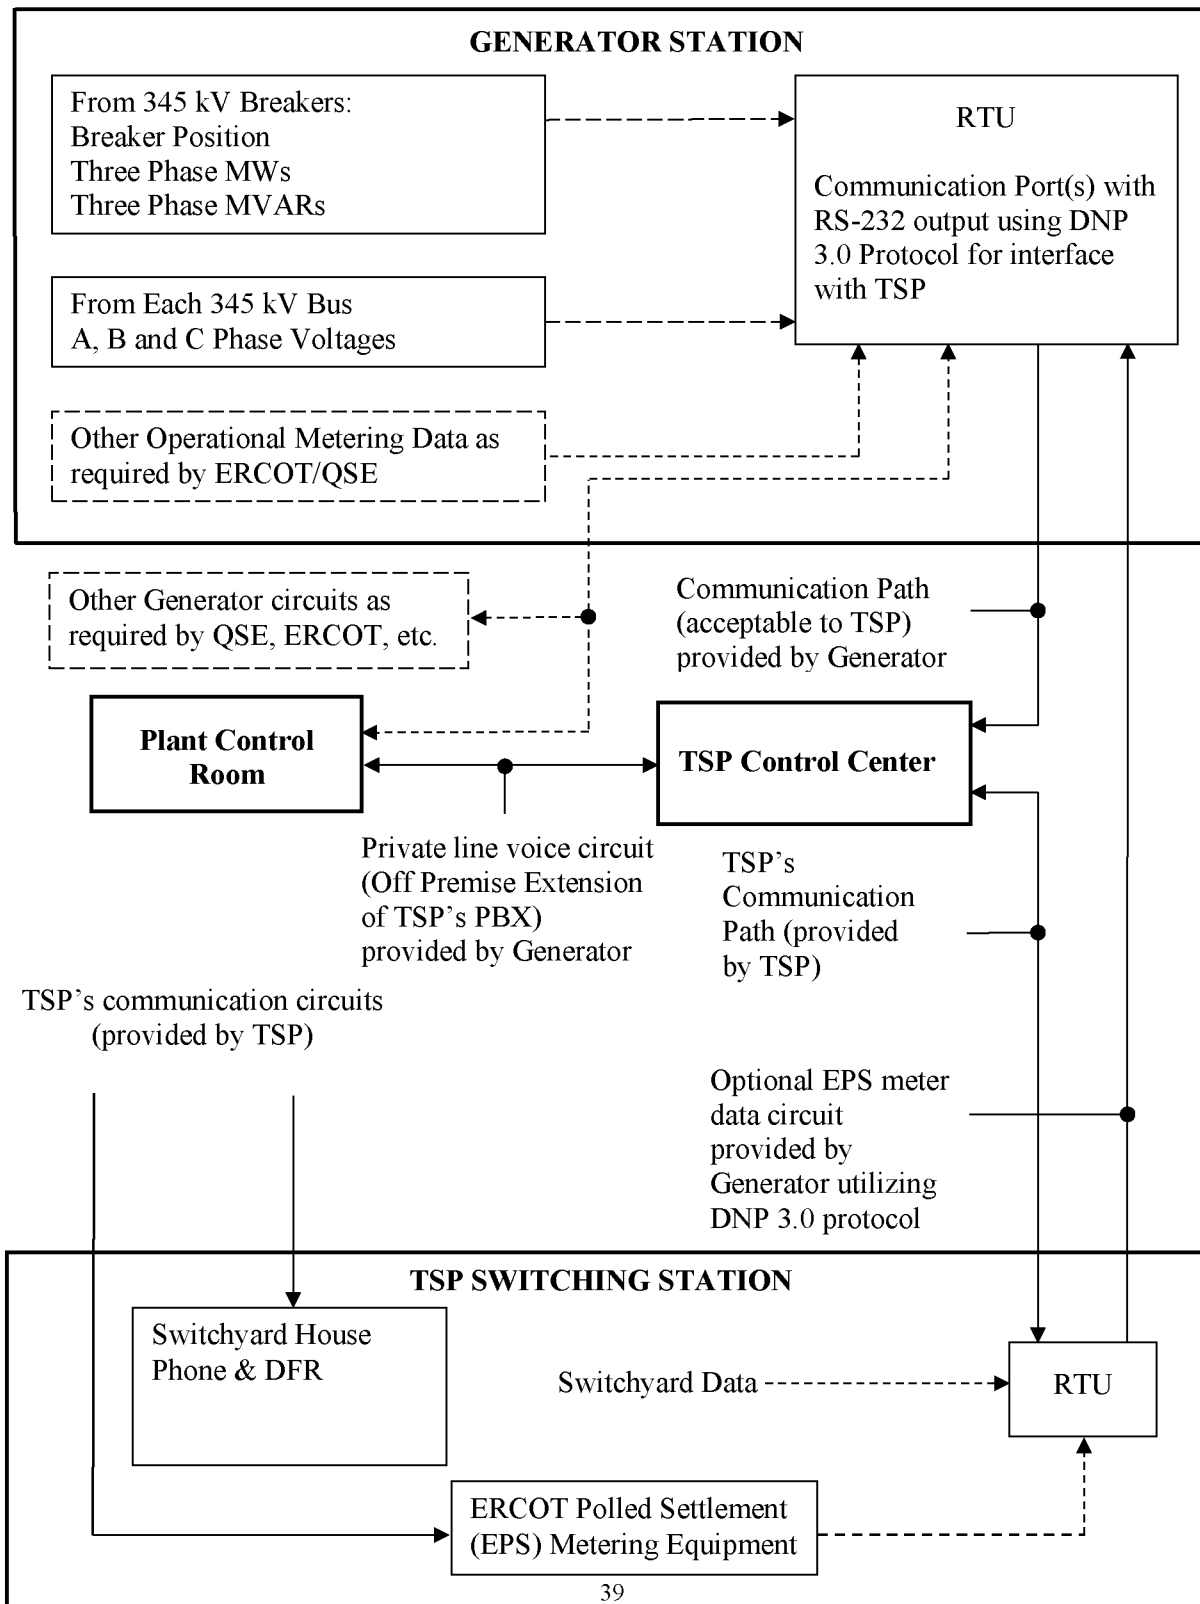 GENERATOR STATION
From 345 kV Breakers:
Breaker Position
Three Phase MWs
Three Phase MVARs
RTU
Communication Port(s) with
RS-232 output using DNP
3.0 Protocol for interface
with TSP
From Each 345 kV Bus
A, B and C Phase Voltages
Other Operational Metering Data as
required by ERCOT/QSE
Other Generator circuits as
required by QSE, ERCOT, etc.
Communication Path
(acceptable to TSP)
provided by Generator
Plant Control
Room
TSP Control Center
Private line voice circuit
(Off Premise Extension
of TSP’s PBX)
provided by Generator
TSP’s
Communication
Path (provided
by TSP)
TSP’s communication circuits
(provided by TSP)
Optional EPS meter
data circuit
provided by
Generator utilizing
DNP 3.0 protocol
TSP SWITCHING STATION
Switchyard House
Phone & DFR
Switchyard Data
RTU
ERCOT Polled Settlement
(EPS) Metering Equipment
39